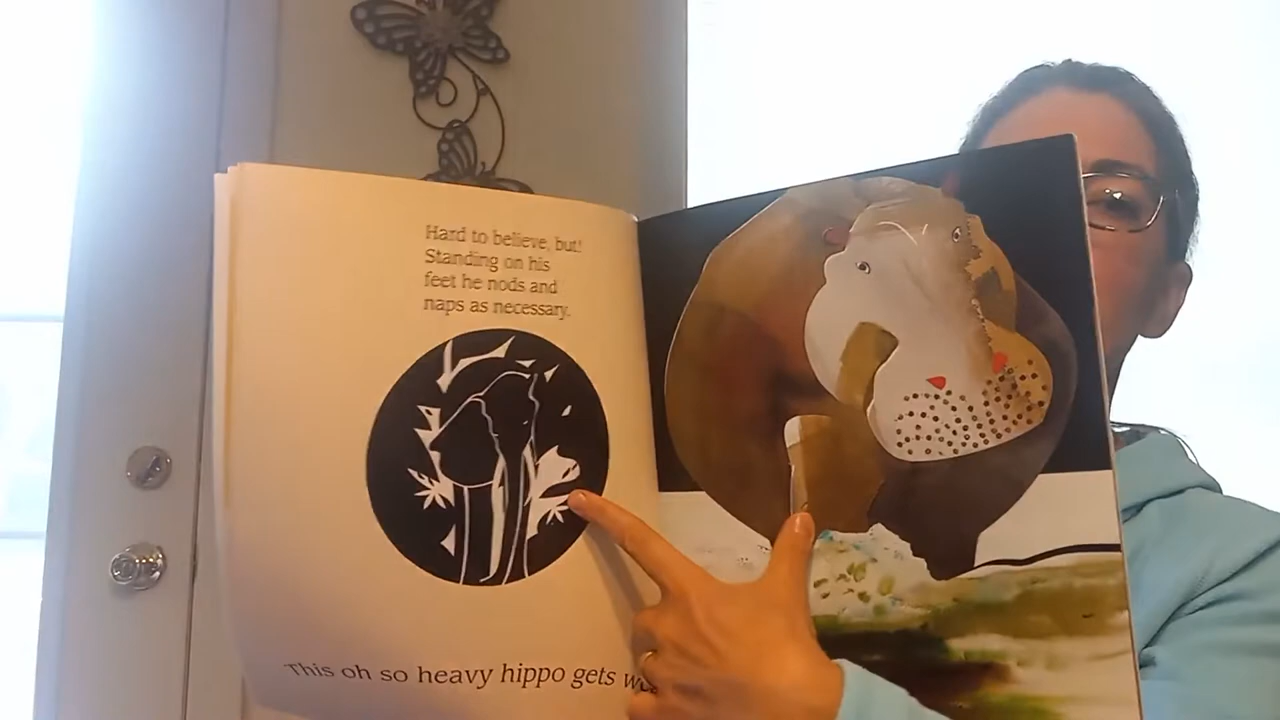 Hard to believe, but!
Standing on his
feet he nods and
naps as necessary.
This oh so heavy hippo gets